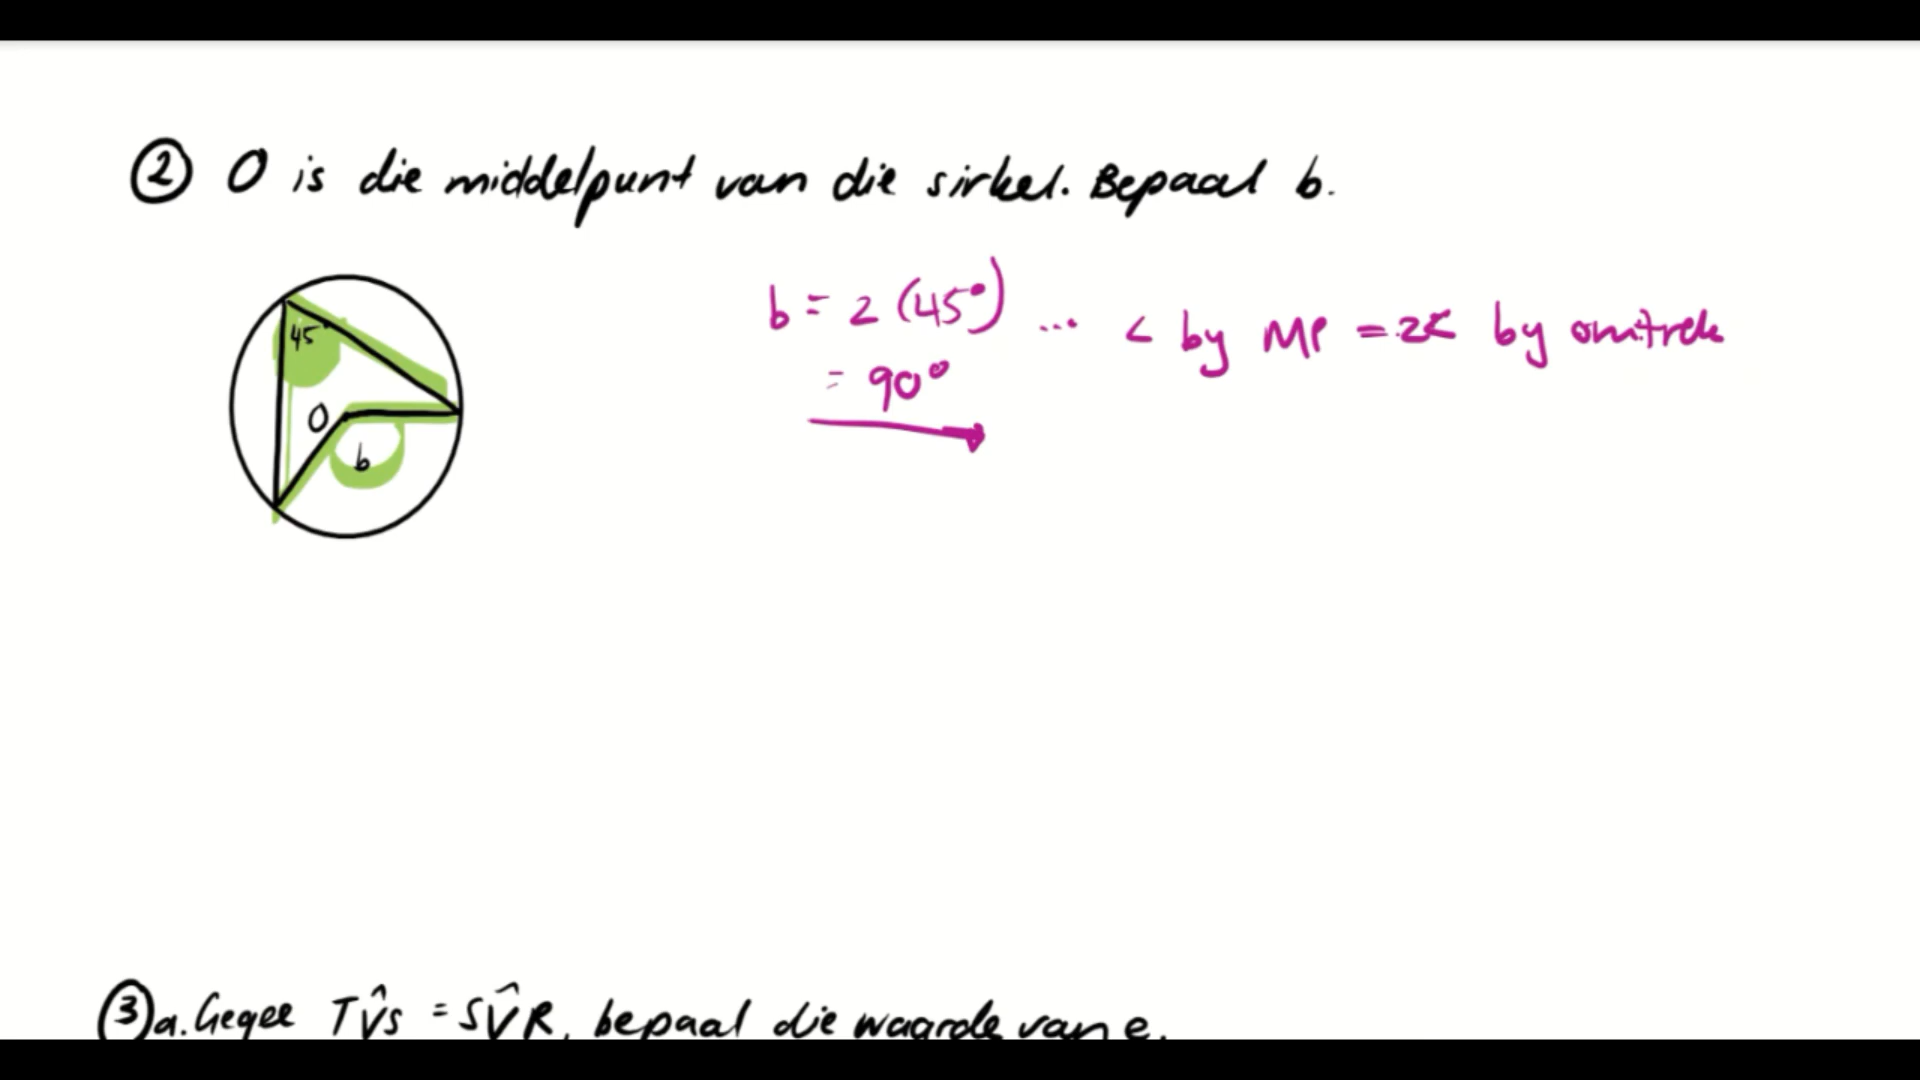 ② O is die middelpunt van die sirkel. Bepaal b.
45°
O
b
b = 2 (45°) ... < by MP = 2< by omtrek
= 90°
③ a. Gegee TV̂S = SV̂R, bepaal die waarde van e.